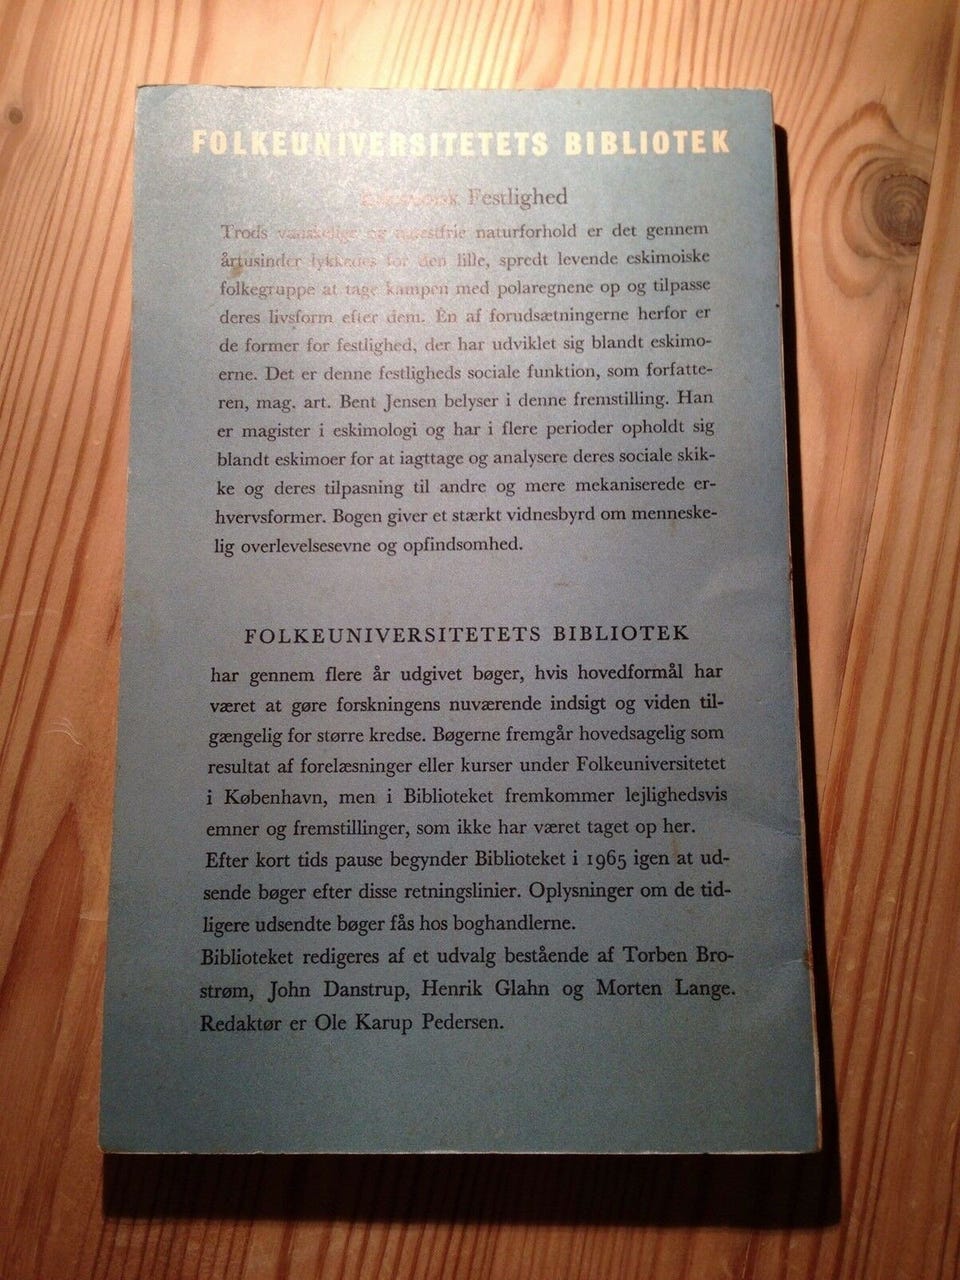 FOLKEUNIVERSITETETS BIBLIOTEK
Eskimoisk Festlighed
Trods vanskelige og næstfrie naturforhold er det gennem
årtusinder lykkedes for den lille, spredt levende eskimoiske
folkegruppe at tage kampen med polaregnene op og tilpasse
deres livsform efter dem. Én af forudsætningerne herfor er
de former for festlighed, der har udviklet sig blandt eskimo-
erne. Det er denne festligheds sociale funktion, som forfatte-
ren, mag. art. Bent Jensen belyser i denne fremstilling. Han
er magister i eskimologi og har i flere perioder opholdt sig
blandt eskimoer for at iagttage og analysere deres sociale skik-
ke og deres tilpasning til andre og mere mekaniserede er-
hvervsformer. Bogen giver et stærkt vidnesbyrd om menneske-
lig overlevelsesevne og opfindsomhed.
FOLKEUNIVERSITETETS BIBLIOTEK
har gennem flere år udgivet bøger, hvis hovedformål har
været at gøre forskningens nuværende indsigt og viden til-
gængelig for større kredse. Bøgerne fremgår hovedsagelig som
resultat af forelæsninger eller kurser under Folkeuniversitetet
i København, men i Biblioteket fremkommer lejlighedsvis
emner og fremstillinger, som ikke har været taget op her.
Efter kort tids pause begynder Biblioteket i 1965 igen at ud-
sende bøger efter disse retningslinier. Oplysninger om de tid-
ligere udsendte bøger fås hos boghandlerne.
Biblioteket redigeres af et udvalg bestående af Torben Bro-
strøm, John Danstrup, Henrik Glahn og Morten Lange.
Redaktør er Ole Karup Pedersen.